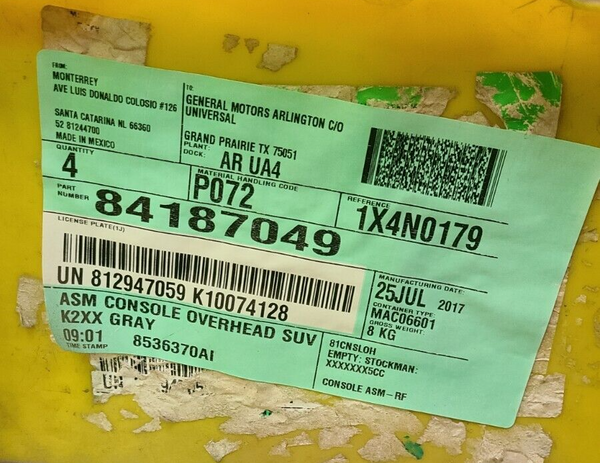 FROM:
MONTERREY
AVE LUIS DONALDO COLOSIO #126
SANTA CATARINA NL 66360
52 81244700
MADE IN MEXICO
TO:
GENERAL MOTORS ARLINGTON C/O
UNIVERSAL
GRAND PRAIRIE TX 75051
PLANT:
DOCK: AR UA4
QUANTITY
4
MATERIAL HANDLING CODE
P072
REFERENCE
1X4N0179
PART
NUMBER 84187049
LICENSE PLATE(1J)
UN 812947059 K10074128
MANUFACTURING DATE:
25JUL 2017
CONTAINER TYPE:
MAC06601
GROSS WEIGHT:
8 KG
ASM CONSOLE OVERHEAD SUV
K2XX GRAY
09:01 8536370AI
TIME STAMP
81CNSLOH
EMPTY: STOCKMAN:
XXXXXXX5CC
CONSOLE ASM-RF